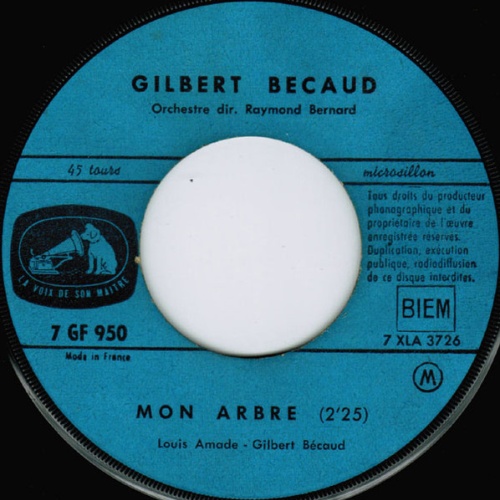 GILBERT BECAUD
Orchestre dir. Raymond Bernard
45 tours
microsillon
Tous droits du producteur
phonographique et du
propriétaire de l'œuvre
enregistrée réservés.
Duplication, exécution
publique, radiodiffusion
de ce disque interdites.
LA VOIX DE SON MAITRE
7 GF 950
Made in France
BIEM
7 XLA 3726
M
MON ARBRE (2'25)
Louis Amade - Gilbert Bécaud